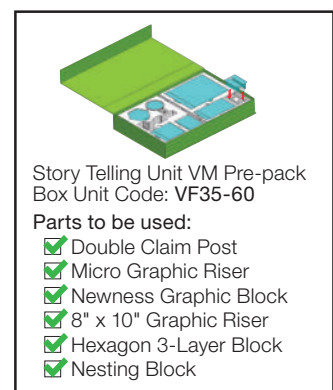 Story Telling Unit VM Pre-pack
Box Unit Code: VF35-60
Parts to be used:
Double Claim Post
Micro Graphic Riser
Newness Graphic Block
8" x 10" Graphic Riser
Hexagon 3-Layer Block
Nesting Block